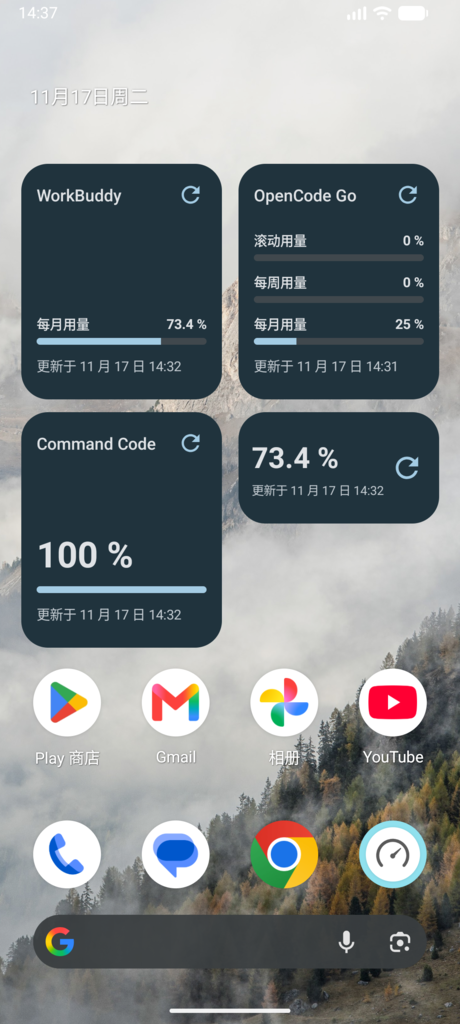 14:37
11月17日周二
WorkBuddy
每月用量 73.4 %
更新于 11 月 17 日 14:32
OpenCode Go
滚动用量 0 %
每周用量 0 %
每月用量 25 %
更新于 11 月 17 日 14:31
Command Code
100 %
更新于 11 月 17 日 14:32
73.4 %
更新于 11 月 17 日 14:32
Play 商店
Gmail
相册
YouTube